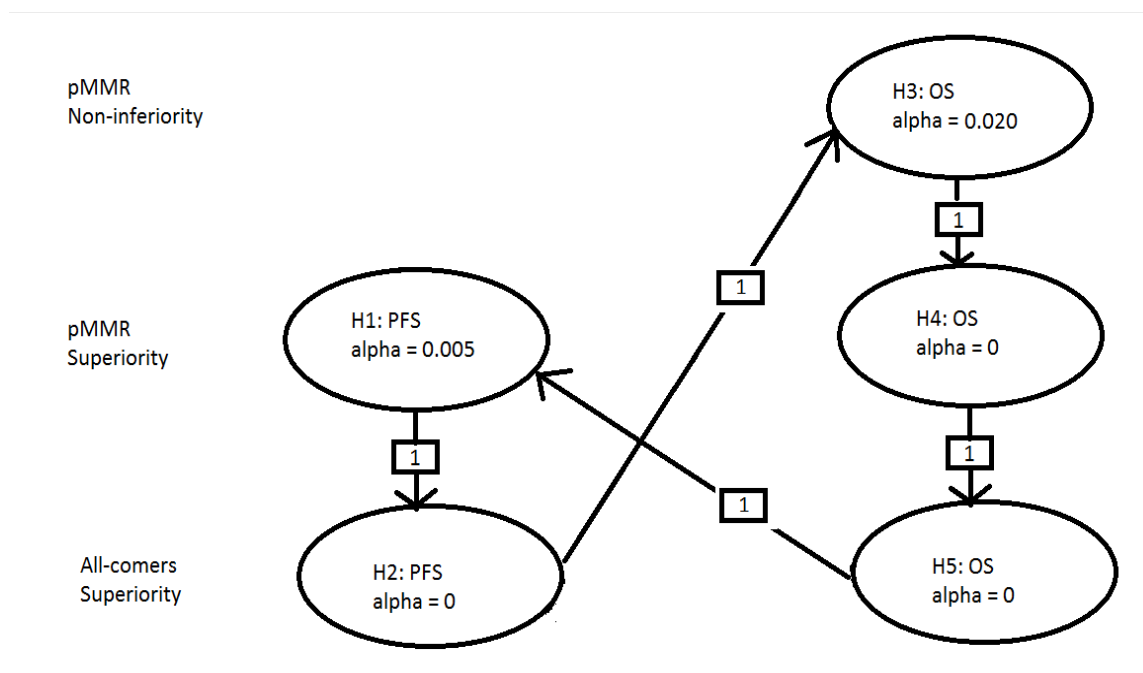 pMMR
Non-inferiority
H3: OS
alpha = 0.020
1
1
pMMR
Superiority
H1: PFS
alpha = 0.005
H4: OS
alpha = 0
1
1
1
All-comers
Superiority
H2: PFS
alpha = 0
H5: OS
alpha = 0